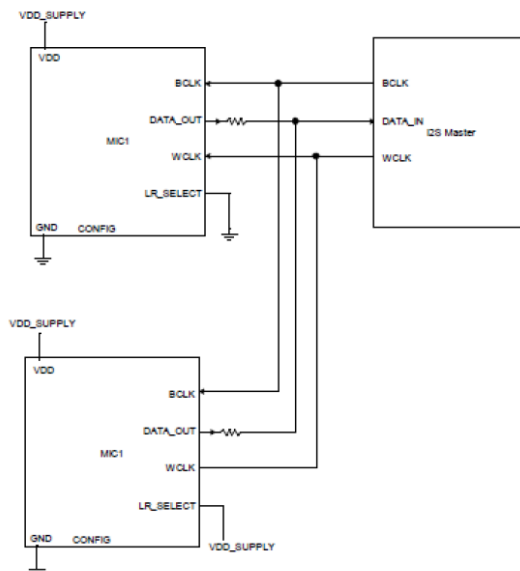 VDD_SUPPLY
VDD
BCLK
DATA_OUT
MIC1
WCLK
LR_SELECT
GND
CONFIG
BCLK
DATA_IN
I2S Master
WCLK
VDD_SUPPLY
VDD
BCLK
DATA_OUT
MIC1
WCLK
LR_SELECT
GND
CONFIG
VDD_SUPPLY